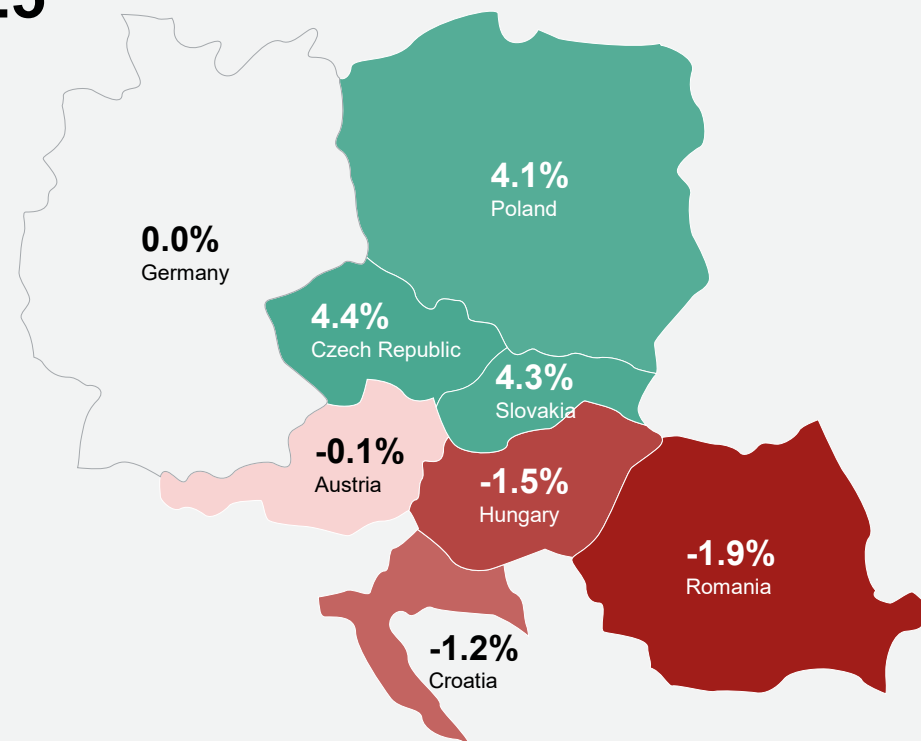 4.1%
Poland
0.0%
Germany
4.4%
Czech Republic
4.3%
Slovakia
-0.1%
Austria
-1.5%
Hungary
-1.9%
Romania
-1.2%
Croatia